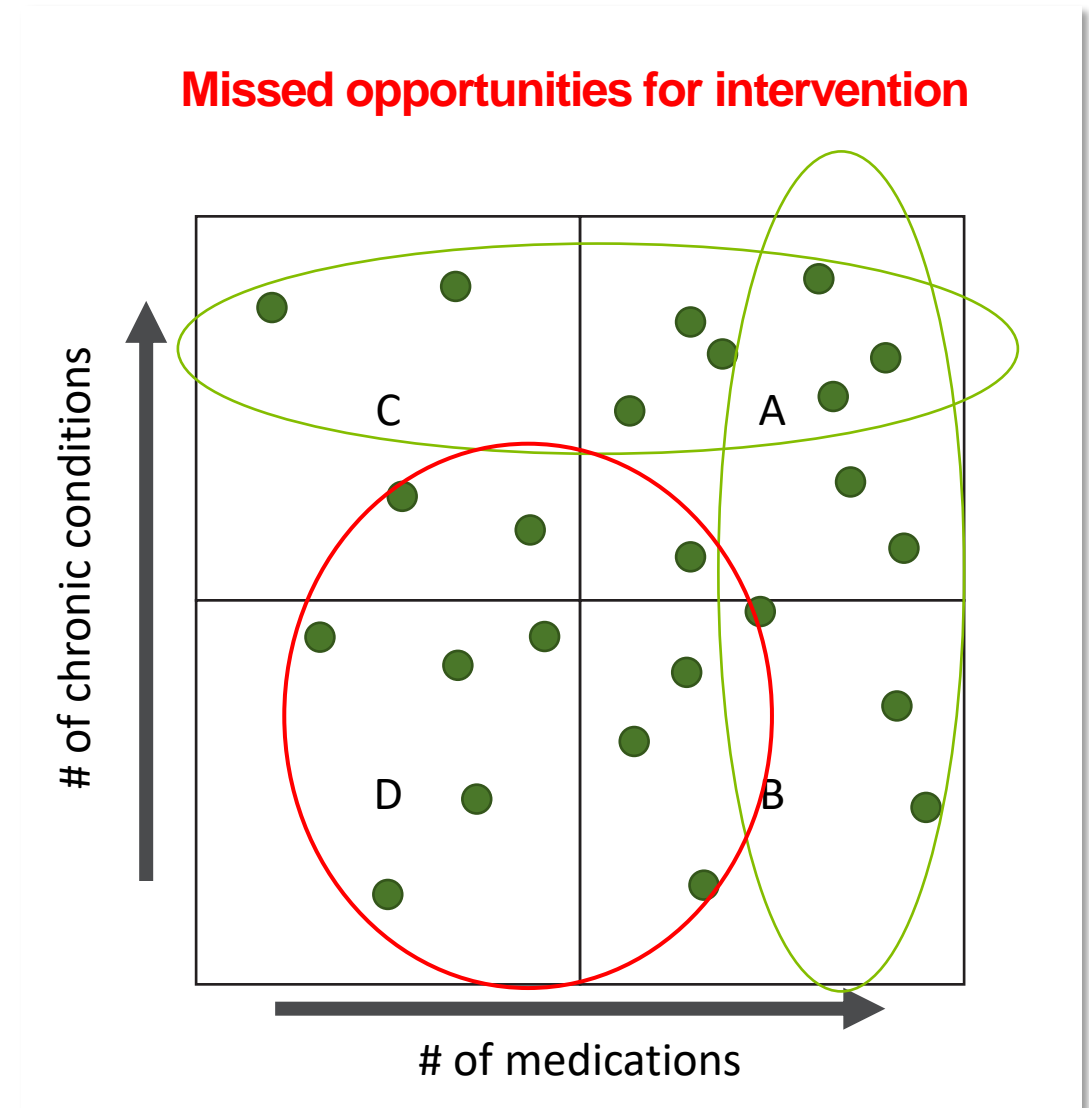 Missed opportunities for intervention
# of chronic conditions
C
A
D
B
# of medications